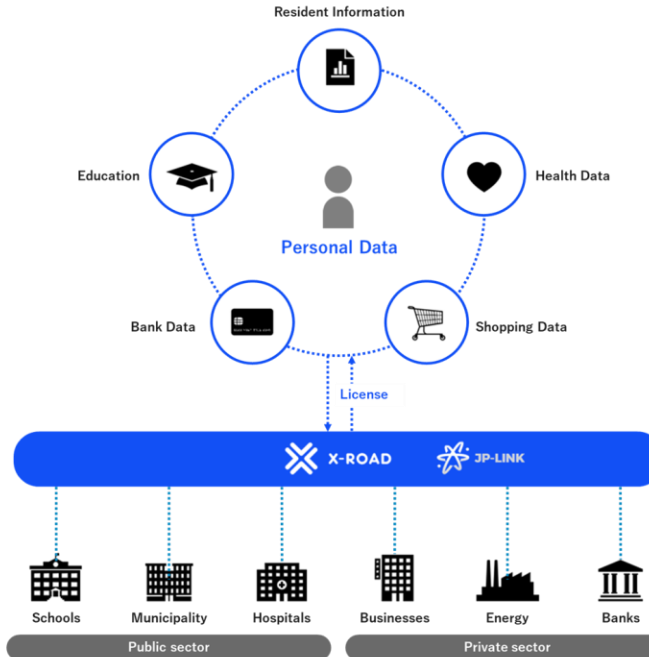 Resident Information
Education
Health Data
Personal Data
Bank Data
Shopping Data
License
X-ROAD
JP-LINK
Schools
Municipality
Hospitals
Businesses
Energy
Banks
Public sector
Private sector